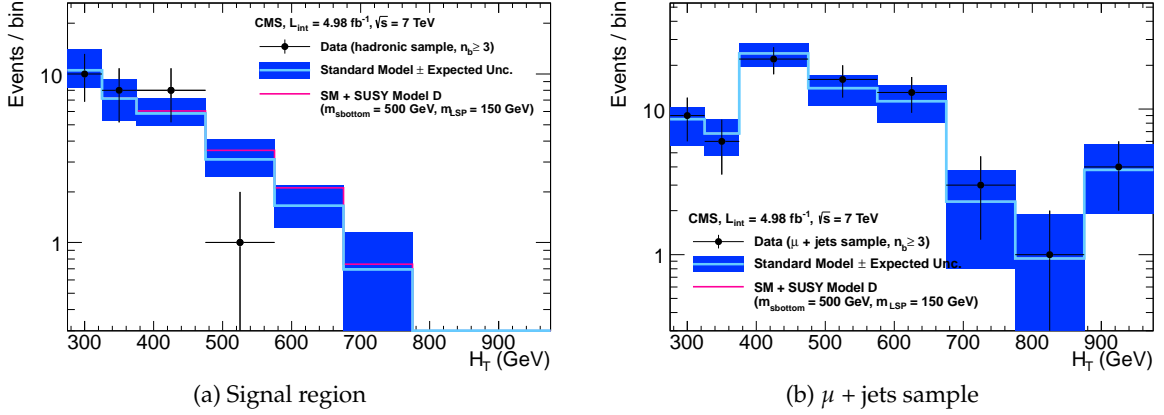 Events / bin
10
1
CMS, L_int = 4.98 fb⁻¹, √s = 7 TeV
Data (hadronic sample, n_b ≥ 3)
Standard Model ± Expected Unc.
SM + SUSY Model D
(m_sbottom = 500 GeV, m_LSP = 150 GeV)
300 400 500 600 700 800 900
H_T (GeV)
(a) Signal region
Events / bin
10
1
CMS, L_int = 4.98 fb⁻¹, √s = 7 TeV
Data (μ + jets sample, n_b ≥ 3)
Standard Model ± Expected Unc.
SM + SUSY Model D
(m_sbottom = 500 GeV, m_LSP = 150 GeV)
300 400 500 600 700 800 900
H_T (GeV)
(b) μ + jets sample